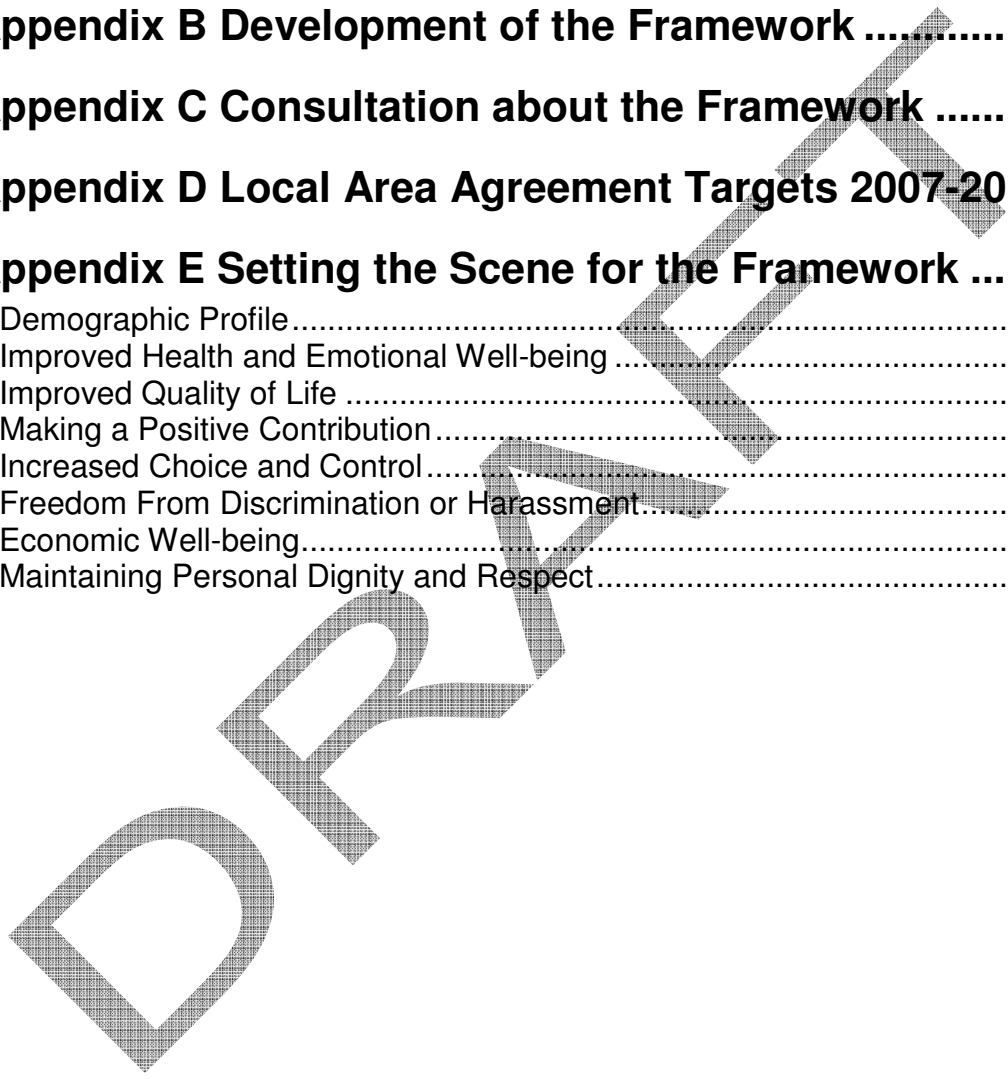 ppendix B Development of the Framework ............
ppendix C Consultation about the Framework ......
ppendix D Local Area Agreement Targets 2007-20
ppendix E Setting the Scene for the Framework ...
Demographic Profile................................................................................
Improved Health and Emotional Well-being ...........................................
Improved Quality of Life ..........................................................................
Making a Positive Contribution................................................................
Increased Choice and Control.................................................................
Freedom From Discrimination or Harassment.........................................
Economic Well-being...............................................................................
Maintaining Personal Dignity and Respect..............................................
DRAFT